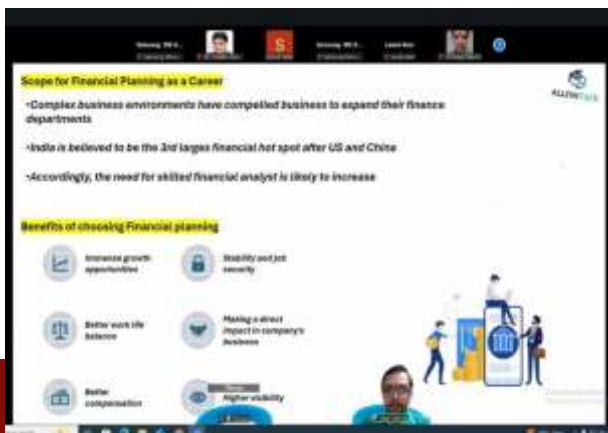 Scope for Financial Planning as a Career
•Complex business environments have compelled business to expand their finance
departments
•India is believed to be the 3rd larges financial hot spot after US and China
•Accordingly, the need for skilled financial analyst is likely to increase
Benefits of choosing Financial planning
Immense growth
opportunities
Stability and job
security
Better work life
balance
Making a direct
impact in company's
business
Better
compensation
Higher visibility
S